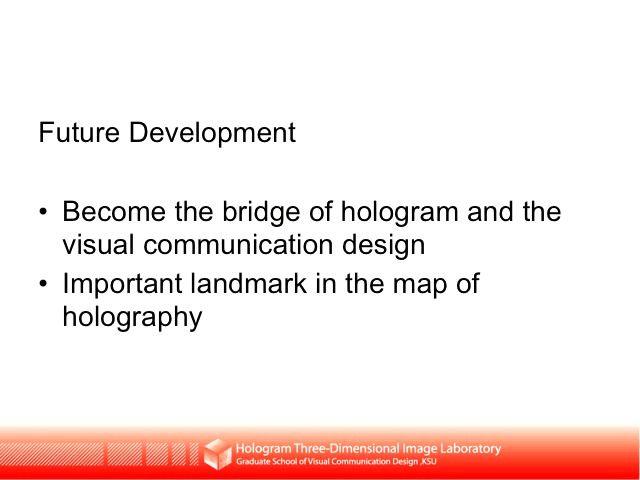 Future Development
• Become the bridge of hologram and the
visual communication design
• Important landmark in the map of
holography
Hologram Three-Dimensional Image Laboratory
Graduate School of Visual Communication Design ,KSU